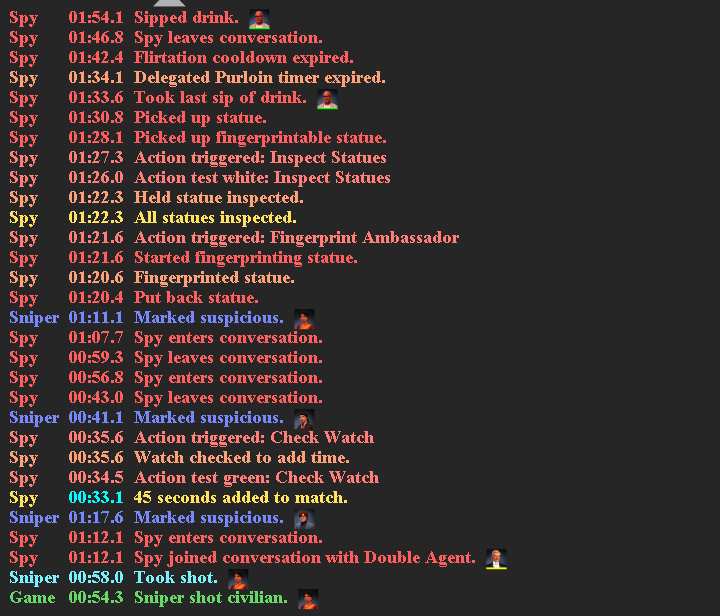 Spy 01:54.1 Sipped drink.
Spy 01:46.8 Spy leaves conversation.
Spy 01:42.4 Flirtation cooldown expired.
Spy 01:34.1 Delegated Purloin timer expired.
Spy 01:33.6 Took last sip of drink.
Spy 01:30.8 Picked up statue.
Spy 01:28.1 Picked up fingerprintable statue.
Spy 01:27.3 Action triggered: Inspect Statues
Spy 01:26.0 Action test white: Inspect Statues
Spy 01:22.3 Held statue inspected.
Spy 01:22.3 All statues inspected.
Spy 01:21.6 Action triggered: Fingerprint Ambassador
Spy 01:21.6 Started fingerprinting statue.
Spy 01:20.6 Fingerprinted statue.
Spy 01:20.4 Put back statue.
Sniper 01:11.1 Marked suspicious.
Spy 01:07.7 Spy enters conversation.
Spy 00:59.3 Spy leaves conversation.
Spy 00:56.8 Spy enters conversation.
Spy 00:43.0 Spy leaves conversation.
Sniper 00:41.1 Marked suspicious.
Spy 00:35.6 Action triggered: Check Watch
Spy 00:35.6 Watch checked to add time.
Spy 00:34.5 Action test green: Check Watch
Spy 00:33.1 45 seconds added to match.
Sniper 01:17.6 Marked suspicious.
Spy 01:12.1 Spy enters conversation.
Spy 01:12.1 Spy joined conversation with Double Agent.
Sniper 00:58.0 Took shot.
Game 00:54.3 Sniper shot civilian.